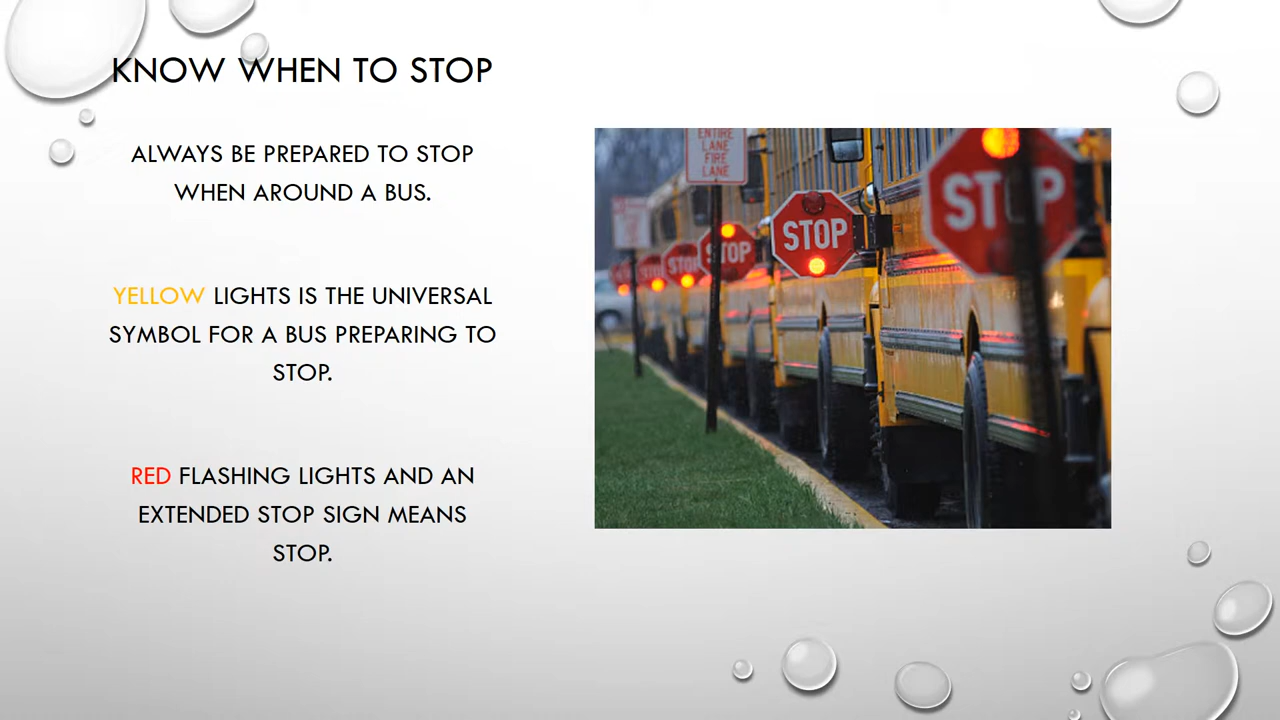 KNOW WHEN TO STOP
ALWAYS BE PREPARED TO STOP
WHEN AROUND A BUS.
YELLOW LIGHTS IS THE UNIVERSAL
SYMBOL FOR A BUS PREPARING TO
STOP.
RED FLASHING LIGHTS AND AN
EXTENDED STOP SIGN MEANS
STOP.
ENTIRE
LANE
FIRE
LANE
STOP
STOP
STOP
STOP